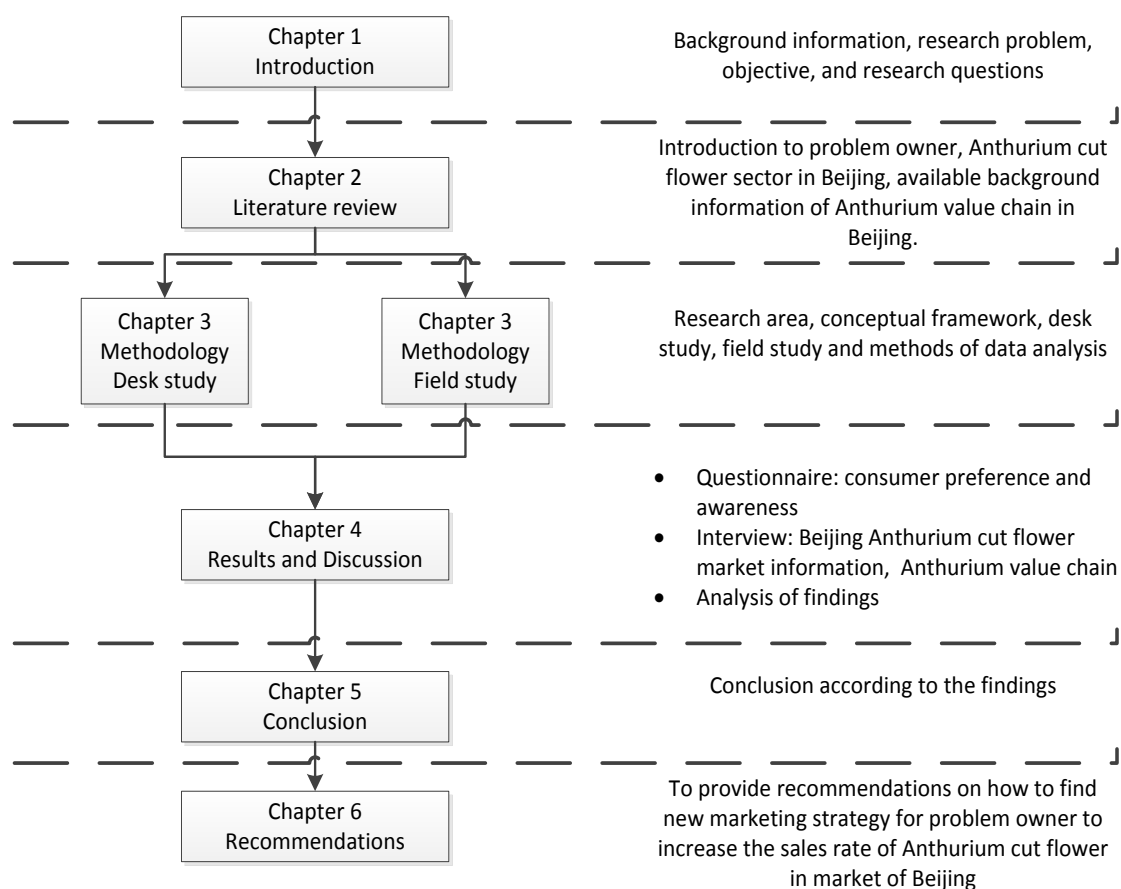 Chapter 1
Introduction
Background information, research problem,
objective, and research questions
Chapter 2
Literature review
Introduction to problem owner, Anthurium cut
flower sector in Beijing, available background
information of Anthurium value chain in
Beijing.
Chapter 3
Methodology
Desk study
Chapter 3
Methodology
Field study
Research area, conceptual framework, desk
study, field study and methods of data analysis
Chapter 4
Results and Discussion
• Questionnaire: consumer preference and
awareness
• Interview: Beijing Anthurium cut flower
market information, Anthurium value chain
• Analysis of findings
Chapter 5
Conclusion
Conclusion according to the findings
Chapter 6
Recommendations
To provide recommendations on how to find
new marketing strategy for problem owner to
increase the sales rate of Anthurium cut flower
in market of Beijing